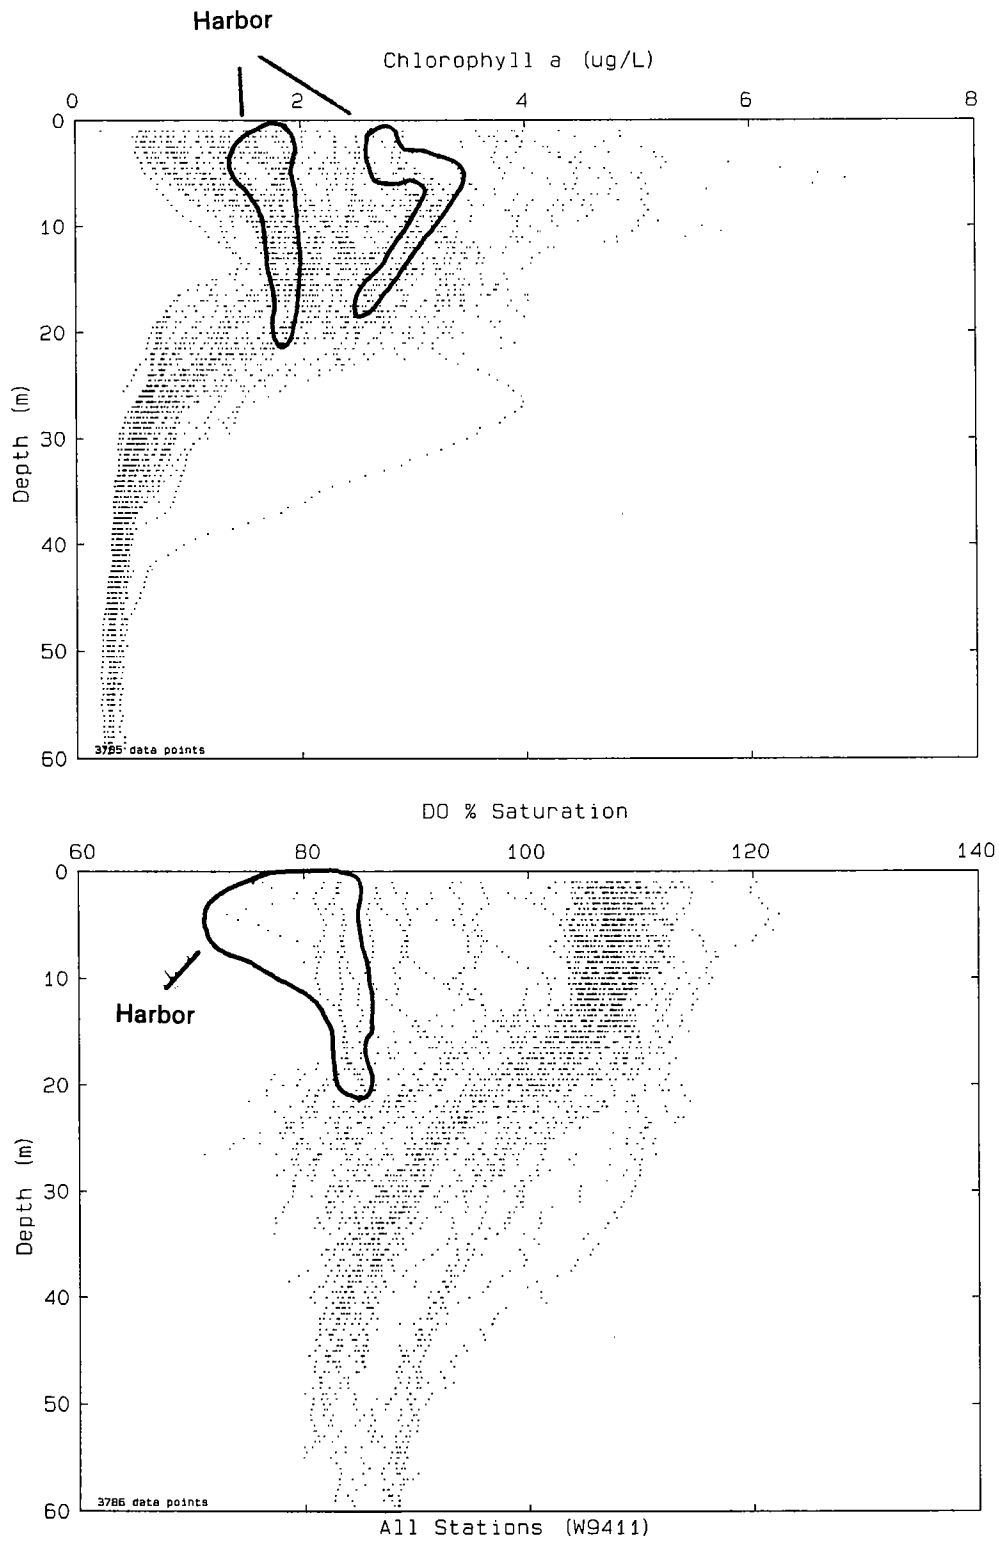 Harbor
Chlorophyll a (ug/L)
0 2 4 6 8
0
10
20
30
40
50
60
Depth (m)
3785 data points
DO % Saturation
60 80 100 120 140
0
10
20
30
40
50
60
Depth (m)
Harbor
3786 data points
All Stations (W9411)